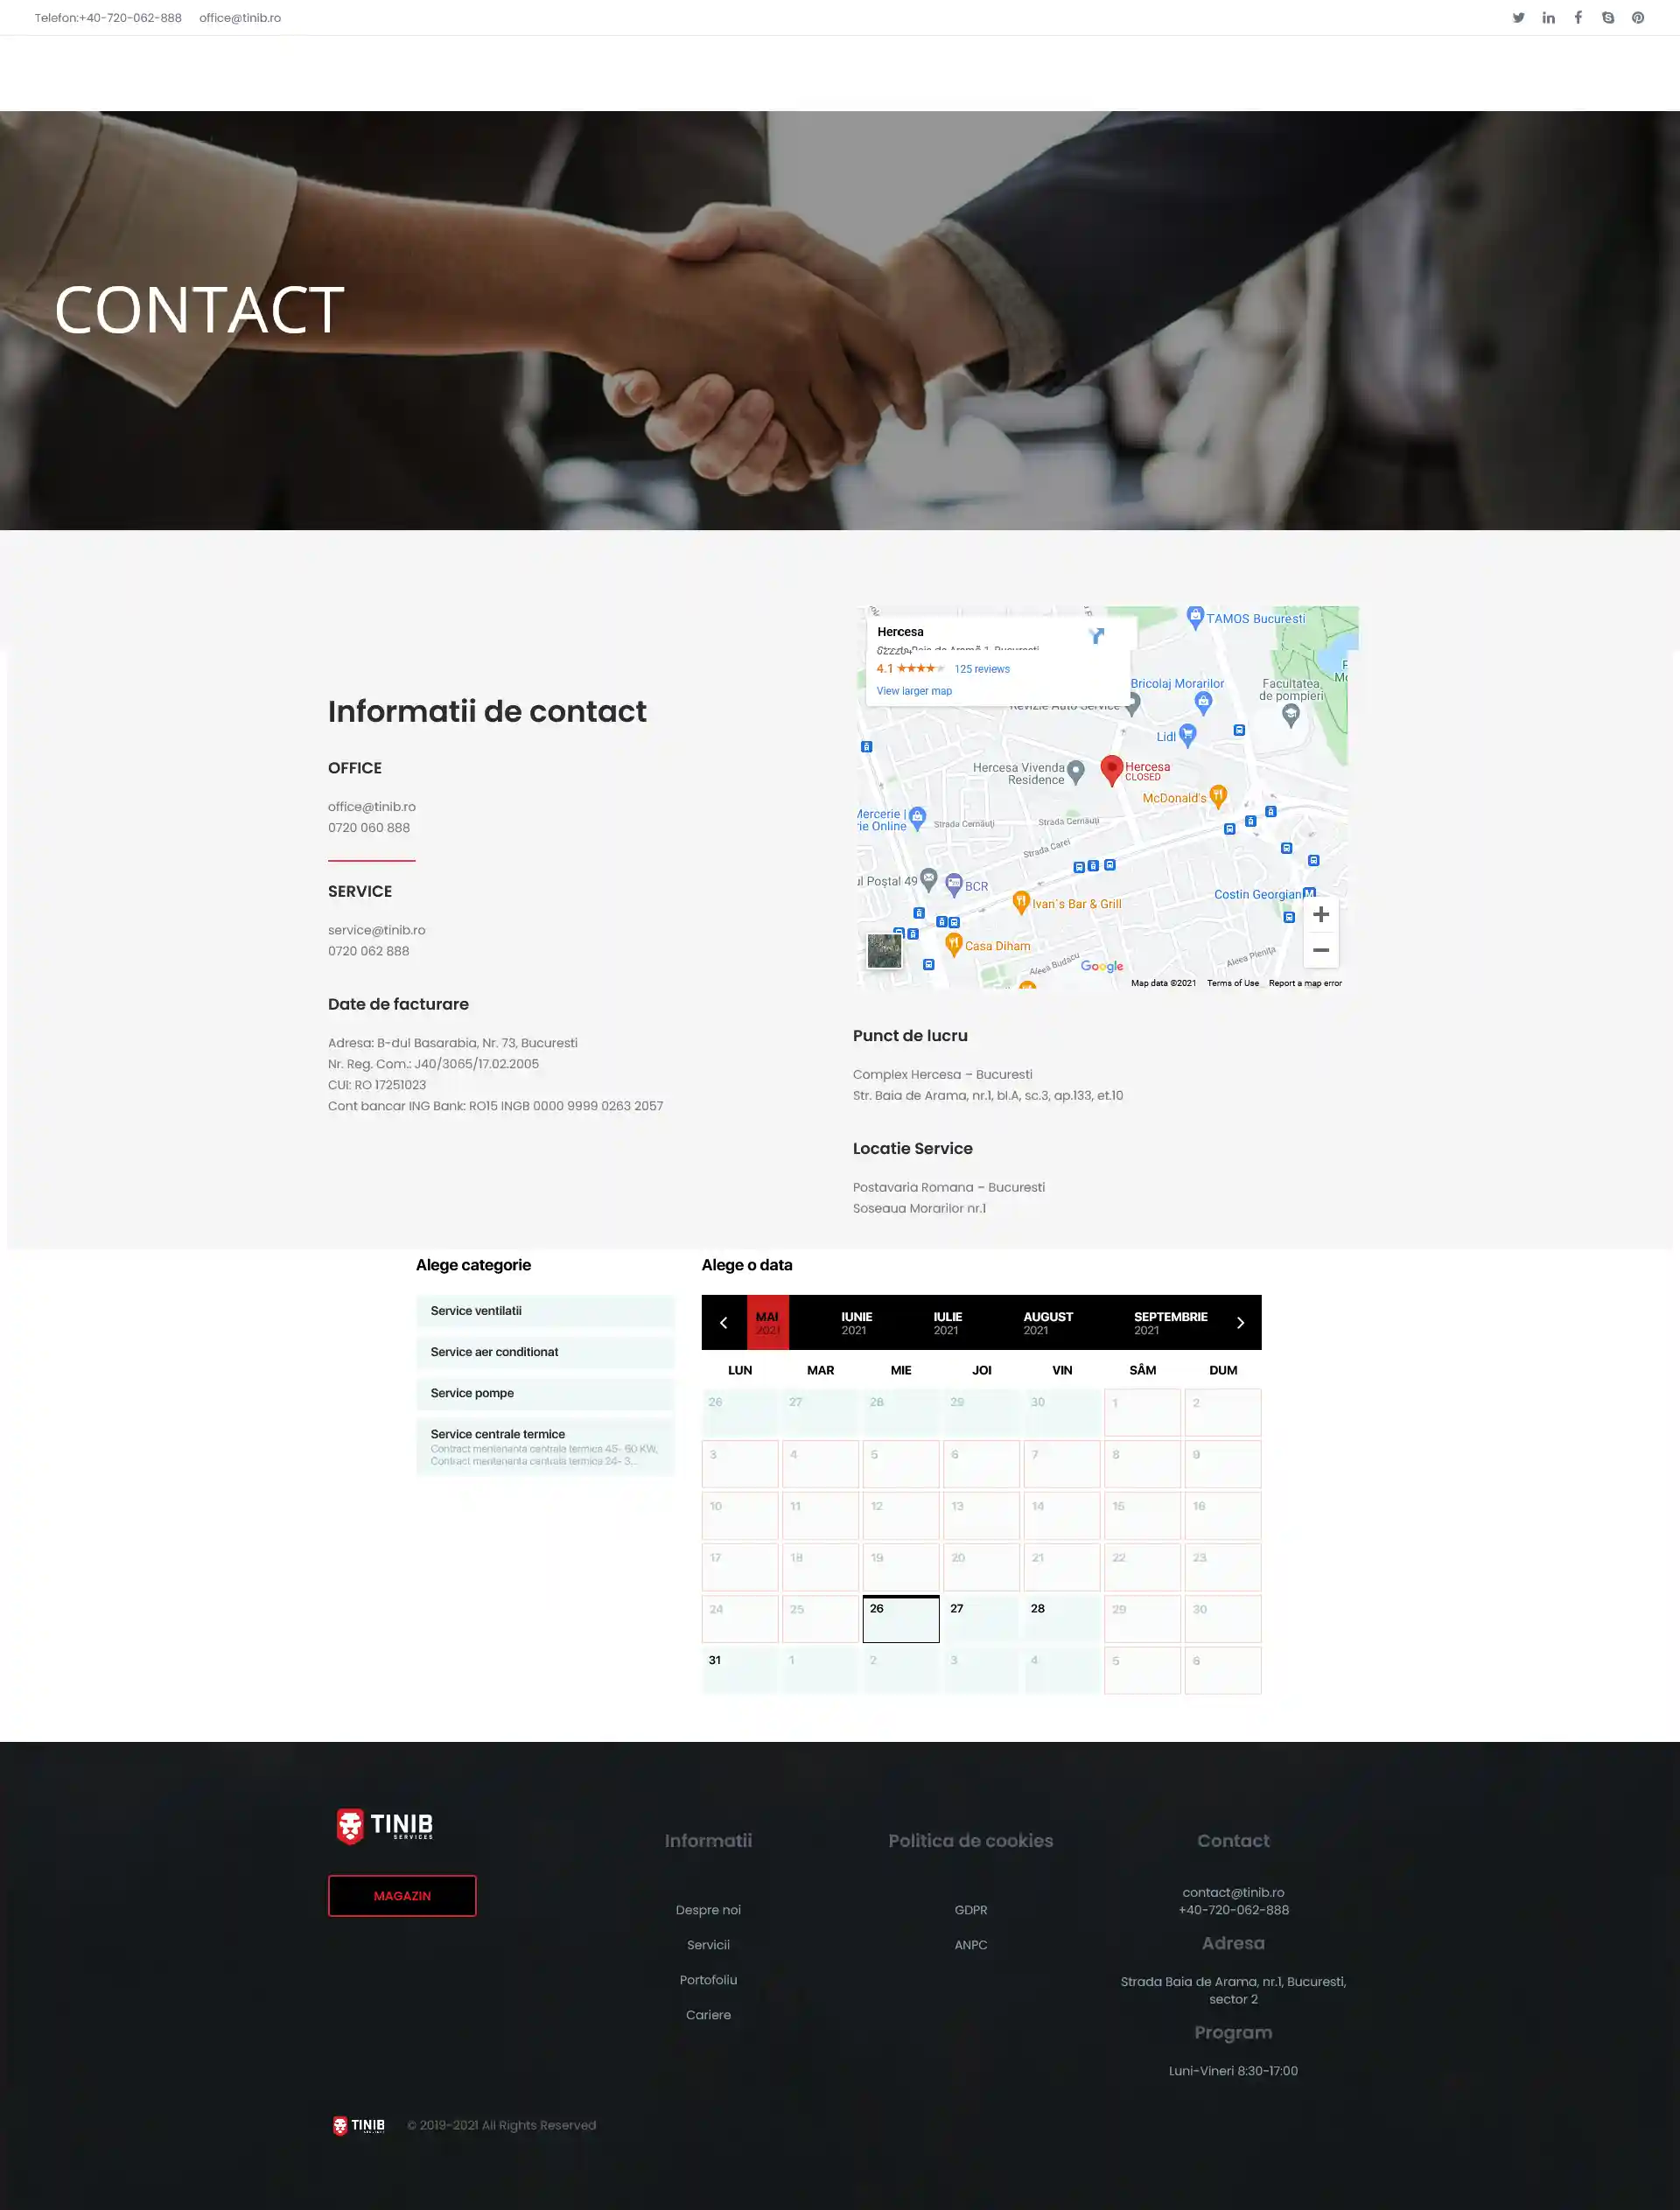 Telefon:+40-720-062-888 office@tinib.ro
CONTACT
Informatii de contact
OFFICE
office@tinib.ro
0720 060 888
SERVICE
service@tinib.ro
0720 062 888
Date de facturare
Adresa: B-dul Basarabia, Nr. 73, Bucuresti
Nr. Reg. Com.: J40/3065/17.02.2005
CUI: RO 17251023
Cont bancar ING Bank: RO15 INGB 0000 9999 0263 2057
Hercesa
4.1 125 reviews
View larger map
TAMOS Bucuresti
Bricolaj Morarilor
Facultatea
de pompieri
Revizie Auto Service
Lidl
Hercesa Vivenda
Residence
Hercesa
CLOSED
McDonald's
Mercerie |
rie Online
Strada Cernăuți
Strada Cernăuți
Strada Carei
ul Poștal 49
BCR
Costin Georgian
Ivan`s Bar & Grill
Casa Diham
Aleea Budacu
Aleea Pleniţa
Google
Map data ©2021 Terms of Use Report a map error
Punct de lucru
Complex Hercesa – Bucuresti
Str. Baia de Arama, nr.1, bl.A, sc.3, ap.133, et.10
Locatie Service
Postavaria Romana – Bucuresti
Soseaua Morarilor nr.1
Alege categorie
Service ventilatii
Service aer conditionat
Service pompe
Service centrale termice
Contract mentenanta centrala termica 45- 60 KW,
Contract mentenanta centrala termica 24- 3...
Alege o data
MAI IUNIE IULIE AUGUST SEPTEMBRIE
2021 2021 2021 2021 2021
LUN MAR MIE JOI VIN SÂM DUM
26 27 28 29 30 1 2
3 4 5 6 7 8 9
10 11 12 13 14 15 16
17 18 19 20 21 22 23
24 25 26 27 28 29 30
31 1 2 3 4 5 6
TINIB
SERVICES
MAGAZIN
Informatii
Despre noi
Servicii
Portofoliu
Cariere
Politica de cookies
GDPR
ANPC
Contact
contact@tinib.ro
+40-720-062-888
Adresa
Strada Baia de Arama, nr.1, Bucuresti,
sector 2
Program
Luni-Vineri 8:30-17:00
TINIB
© 2019-2021 All Rights Reserved